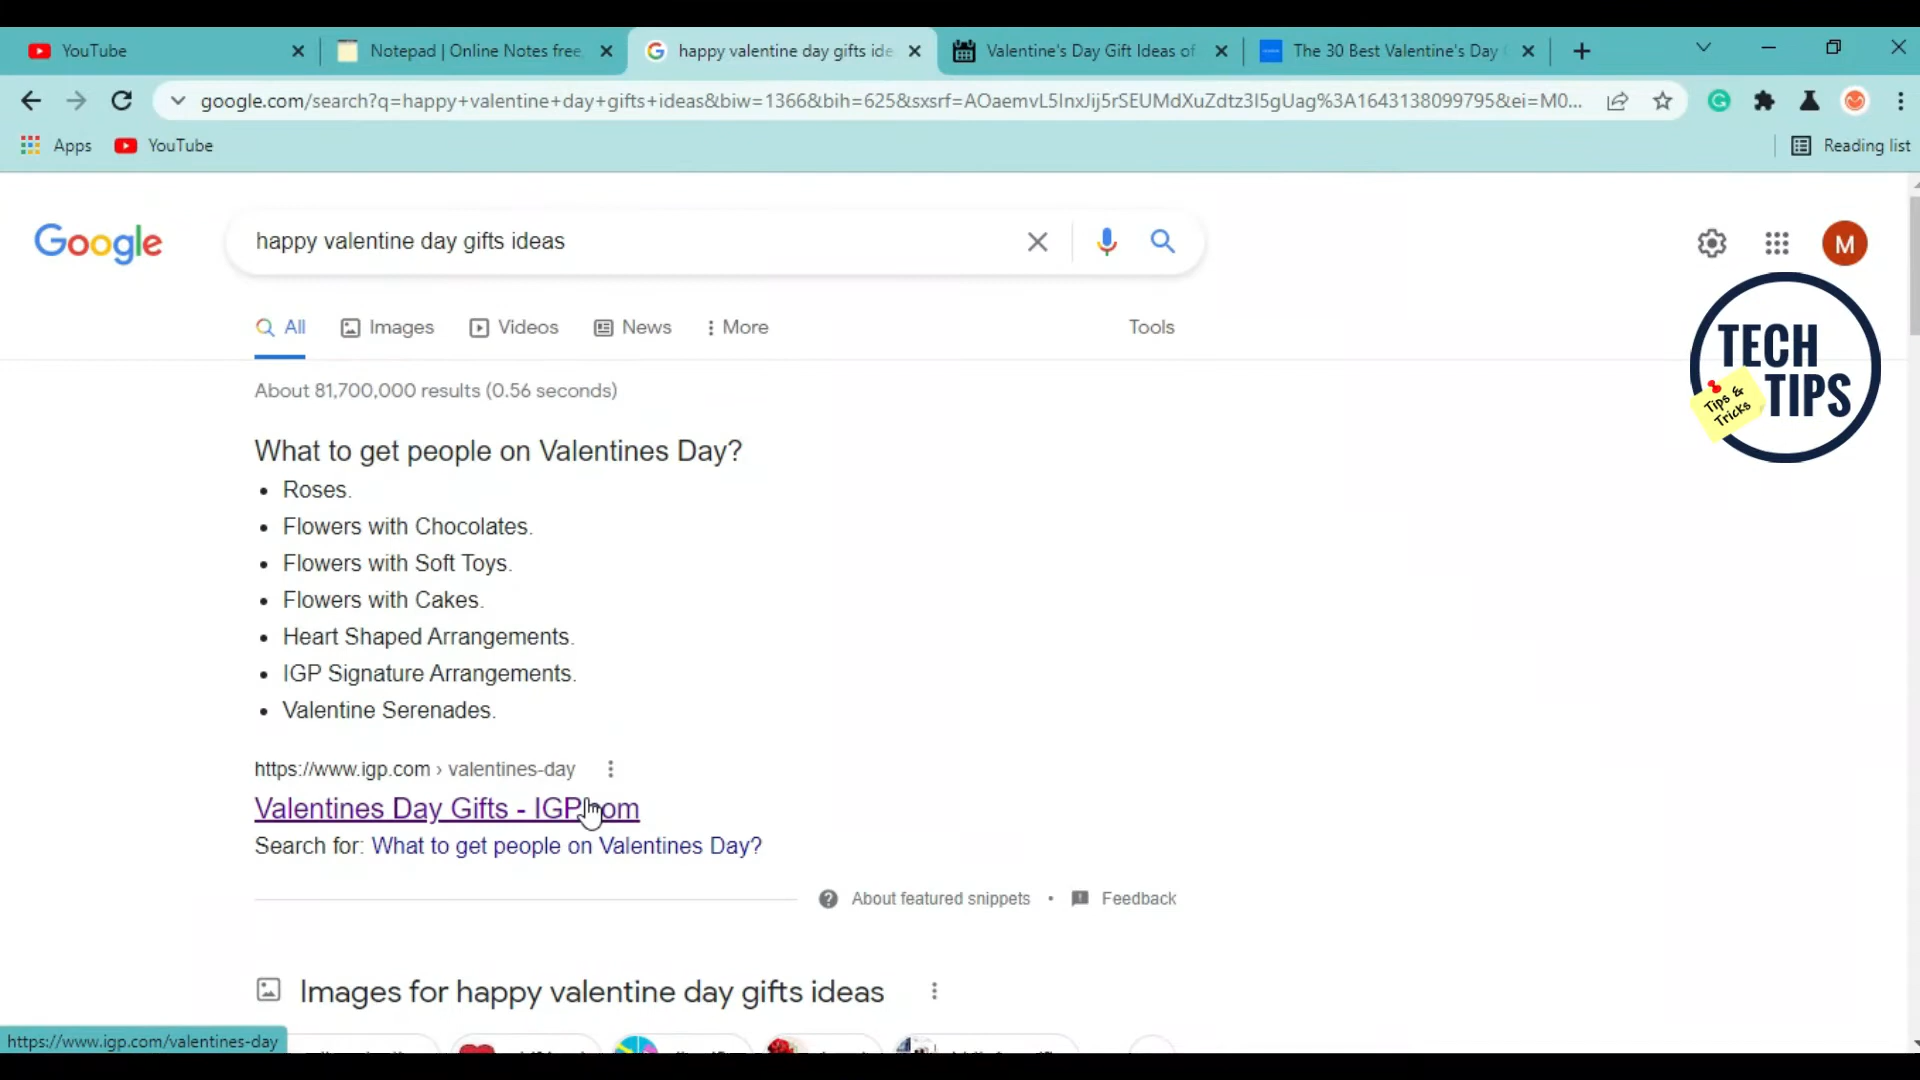 YouTube
Notepad | Online Notes free
happy valentine day gifts ide
Valentine's Day Gift Ideas of
The 30 Best Valentine's Day
google.com/search?q=happy+valentine+day+gifts+ideas&biw=1366&bih=625&sxsrf=AOaemvL5InxJij5rSEUMdXuZdtz3I5gUag%3A1643138099795&ei=M0...
Apps
YouTube
Reading list
Google
happy valentine day gifts ideas
M
All
Images
Videos
News
More
Tools
TECH
TIPS
Tips &
Tricks
About 81,700,000 results (0.56 seconds)
What to get people on Valentines Day?
• Roses.
• Flowers with Chocolates.
• Flowers with Soft Toys.
• Flowers with Cakes.
• Heart Shaped Arrangements.
• IGP Signature Arrangements.
• Valentine Serenades.
https://www.igp.com › valentines-day
Valentines Day Gifts - IGP om
Search for: What to get people on Valentines Day?
About featured snippets • Feedback
Images for happy valentine day gifts ideas
https://www.igp.com/valentines-day